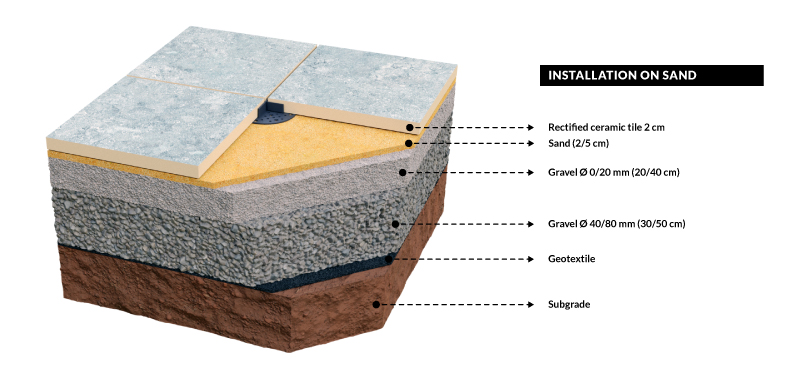 INSTALLATION ON SAND
Rectified ceramic tile 2 cm
Sand (2/5 cm)
Gravel Ø 0/20 mm (20/40 cm)
Gravel Ø 40/80 mm (30/50 cm)
Geotextile
Subgrade